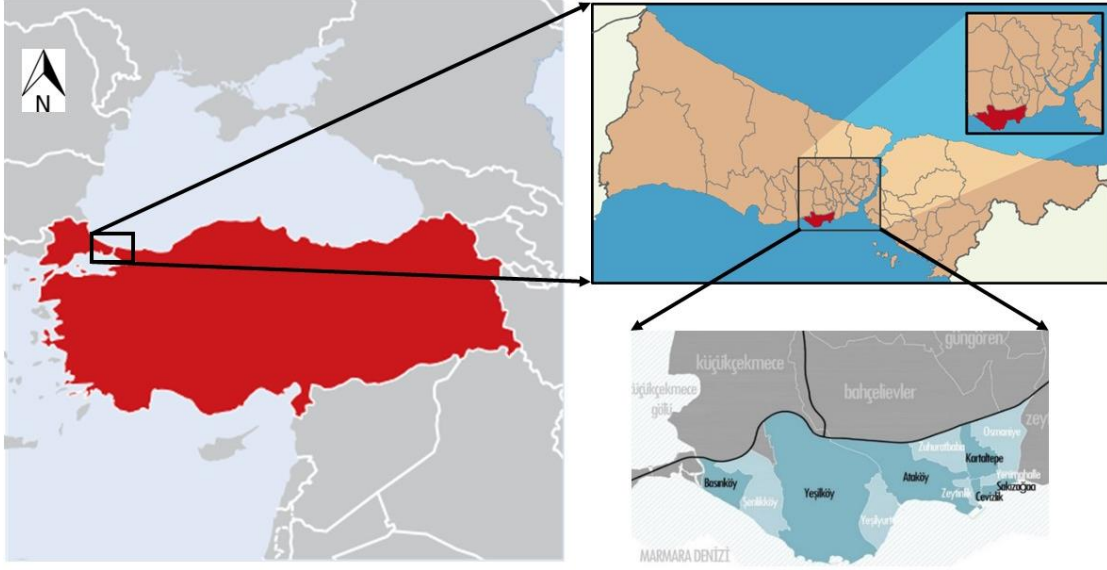 N
küçükçekmece
güngören
küçükçekmece
gölü
bahçelievler
zeyt
Osmaniye
Zuhuratbaba
Kartaltepe
Yenimahalle
Basınköy
Şenlikköy
Yeşilköy
Ataköy
Zeytinlik
Sakızağacı
Cevizlik
Yeşilyurt
MARMARA DENİZİ